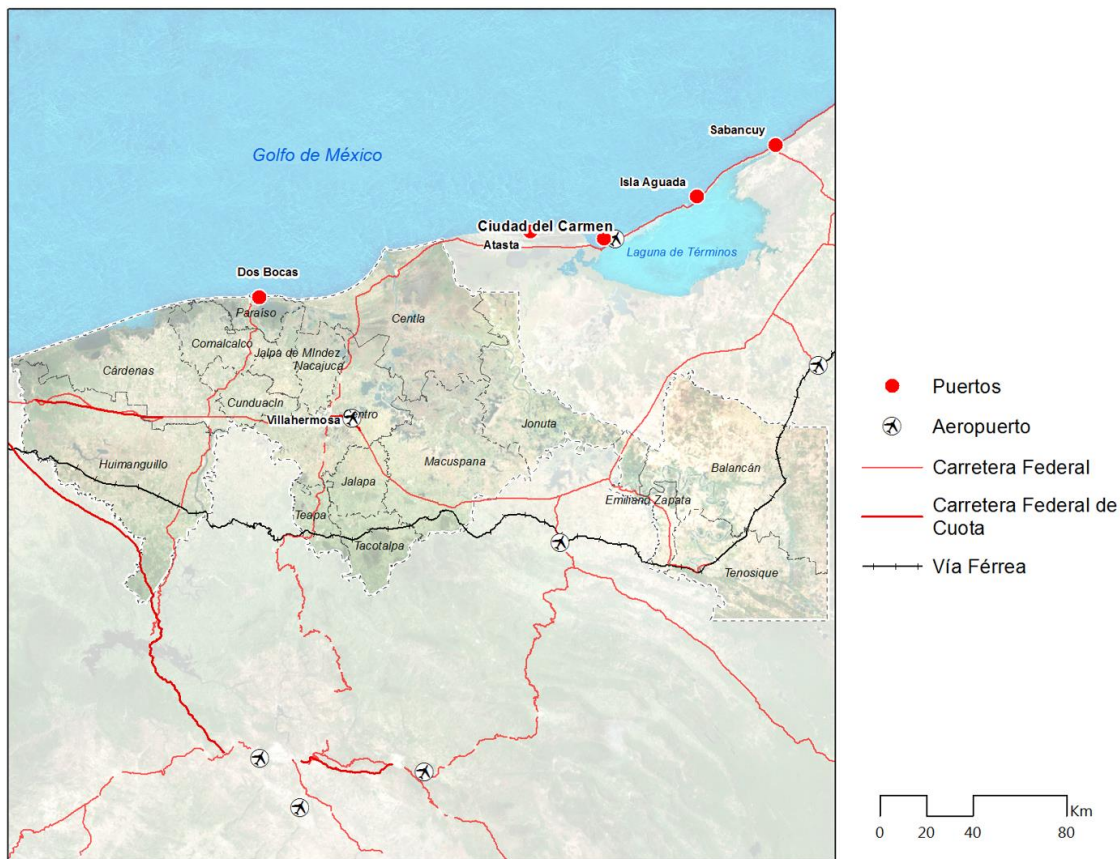 Sabancuy
Golfo de México
Isla Aguada
Ciudad del Carmen
Atasta
Laguna de Términos
Dos Bocas
Paraíso
Centla
Comalcalco
Jalpa de MIndez
Nacajuca
Cárdenas
Cunduacln
Villahermosa
Centro
Jonuta
Huimanguillo
Macuspana
Balancán
Jalapa
Emiliano Zapata
Teapa
Tacotalpa
Tenosique
Puertos
Aeropuerto
Carretera Federal
Carretera Federal de
Cuota
Vía Férrea
Km
0 20 40 80